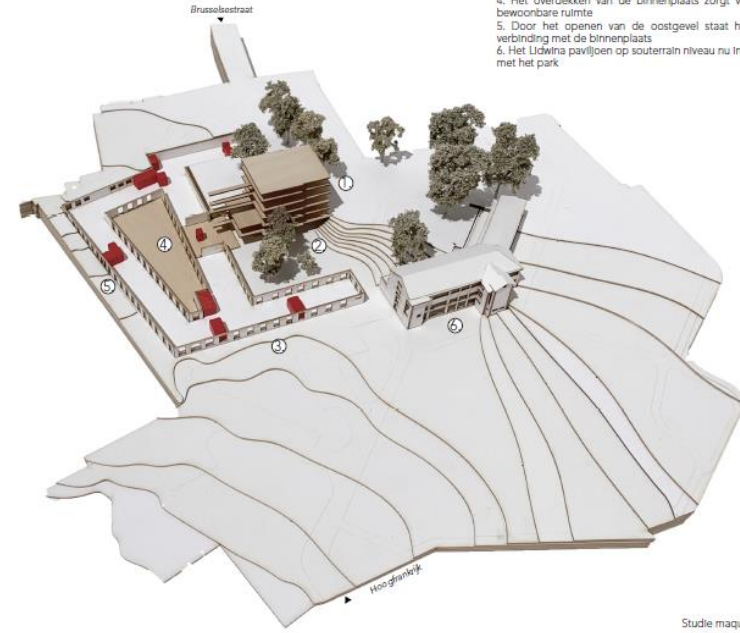 4. Het overdekken van de binnenplaats zorgt v
bewoonbare ruimte
5. Door het openen van de oostgevel staat h
verbinding met de binnenplaats
6. Het Lidwina paviljoen op souterrain niveau nu in
met het park
Brusselsestraat
1.
2.
4
5.
6.
3.
Hoogfrankrijk
Studie maqu